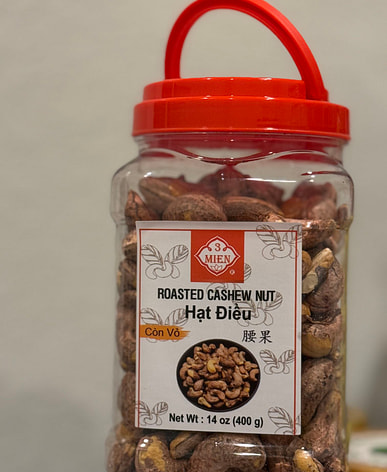 3
MIEN
ROASTED CASHEW NUT
Hạt Điều
Còn Vỏ
腰果
Net Wt : 14 oz (400 g)